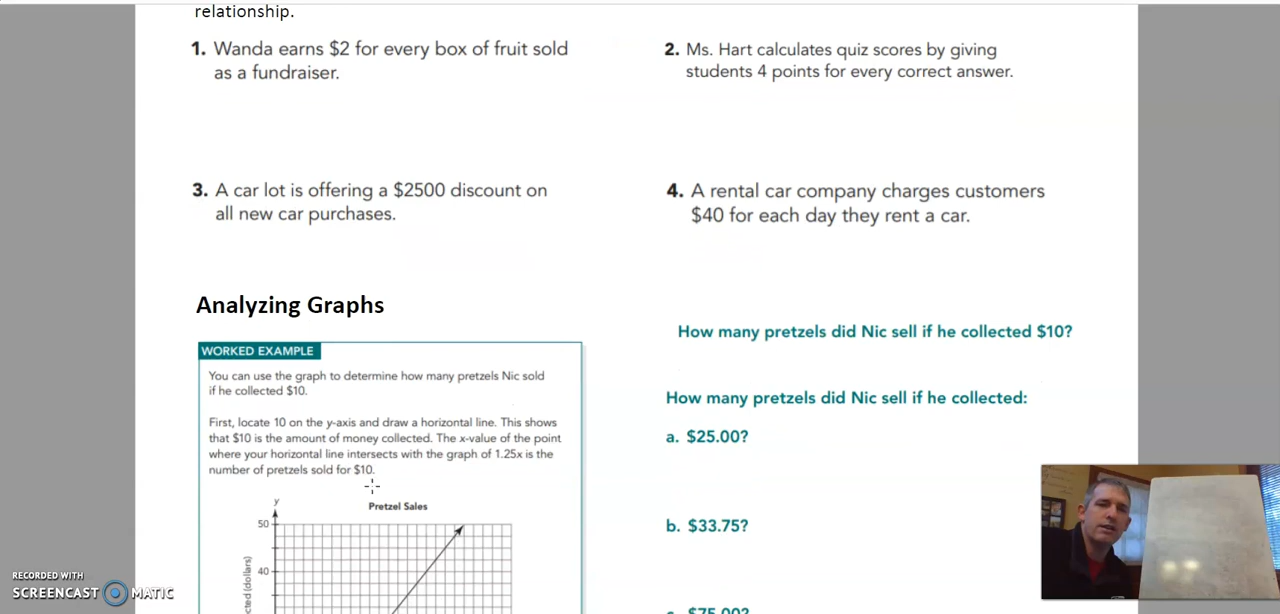 relationship.
1. Wanda earns $2 for every box of fruit sold
as a fundraiser.
2. Ms. Hart calculates quiz scores by giving
students 4 points for every correct answer.
3. A car lot is offering a $2500 discount on
all new car purchases.
4. A rental car company charges customers
$40 for each day they rent a car.
Analyzing Graphs
WORKED EXAMPLE
You can use the graph to determine how many pretzels Nic sold
if he collected $10.
First, locate 10 on the y-axis and draw a horizontal line. This shows
that $10 is the amount of money collected. The x-value of the point
where your horizontal line intersects with the graph of 1.25x is the
number of pretzels sold for $10.
y
Pretzel Sales
50
40
cted (dollars)
How many pretzels did Nic sell if he collected $10?
How many pretzels did Nic sell if he collected:
a. $25.00?
b. $33.75?
c. $75.00?
RECORDED WITH
SCREENCAST MATIC